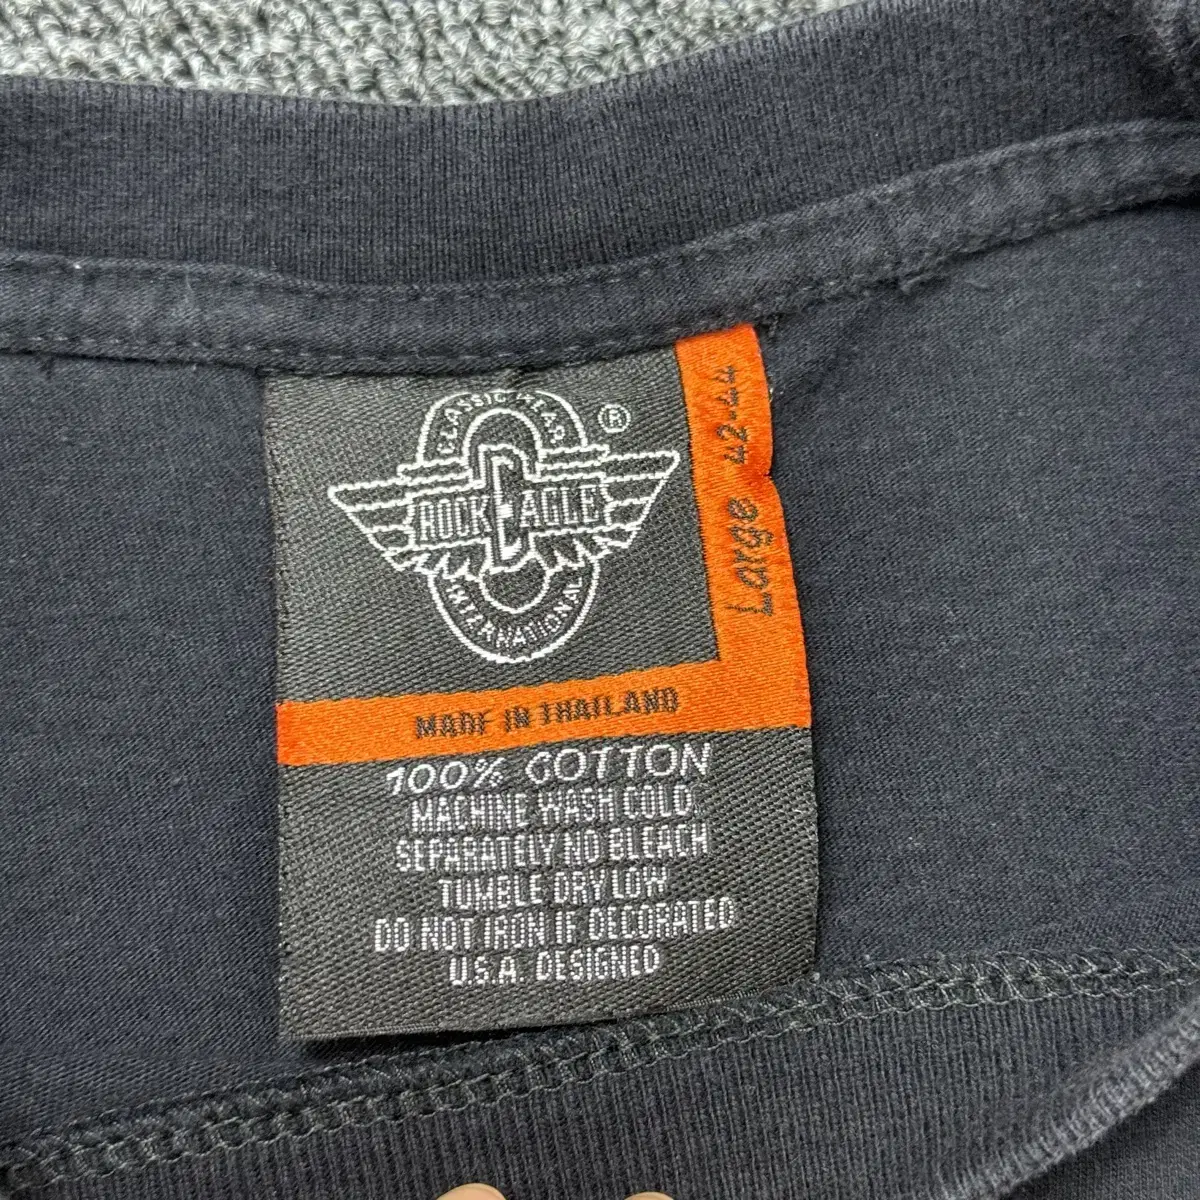 CLASSIC WEAR
®
ROCK EAGLE
INTERNATIONAL
Large 42-44
MADE IN THAILAND
100% COTTON
MACHINE WASH COLD
SEPARATELY NO BLEACH
TUMBLE DRY LOW
DO NOT IRON IF DECORATED
U.S.A. DESIGNED